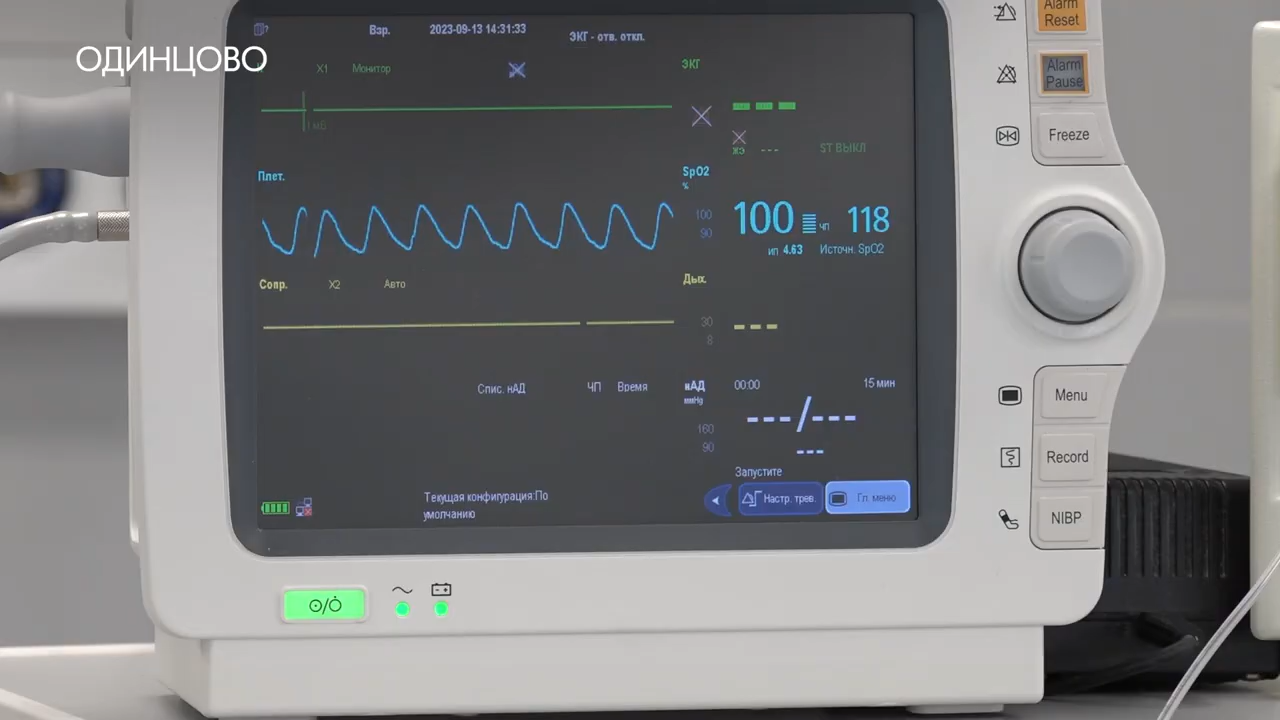 ОДИНЦОВО
Взр.
2023-09-13 14:31:33
ЭКГ - отв. откл.
X1
Монитор
ЭКГ
1 мВ
ЖЭ
---
ST ВЫКЛ
Плет.
SpO2
%
100
90
100
чп
118
ип 4.63
Источн. SpO2
Сопр.
X2
Авто
Дых.
30
8
---
Спис. нАД
ЧП
Время
нАД
mmHg
00:00
15 мин
---/---
160
90
---
Запустите
Текущая конфигурация:По
умолчанию
Настр. трев.
Гл. меню
Alarm
Reset
Alarm
Pause
Freeze
Menu
Record
NIBP